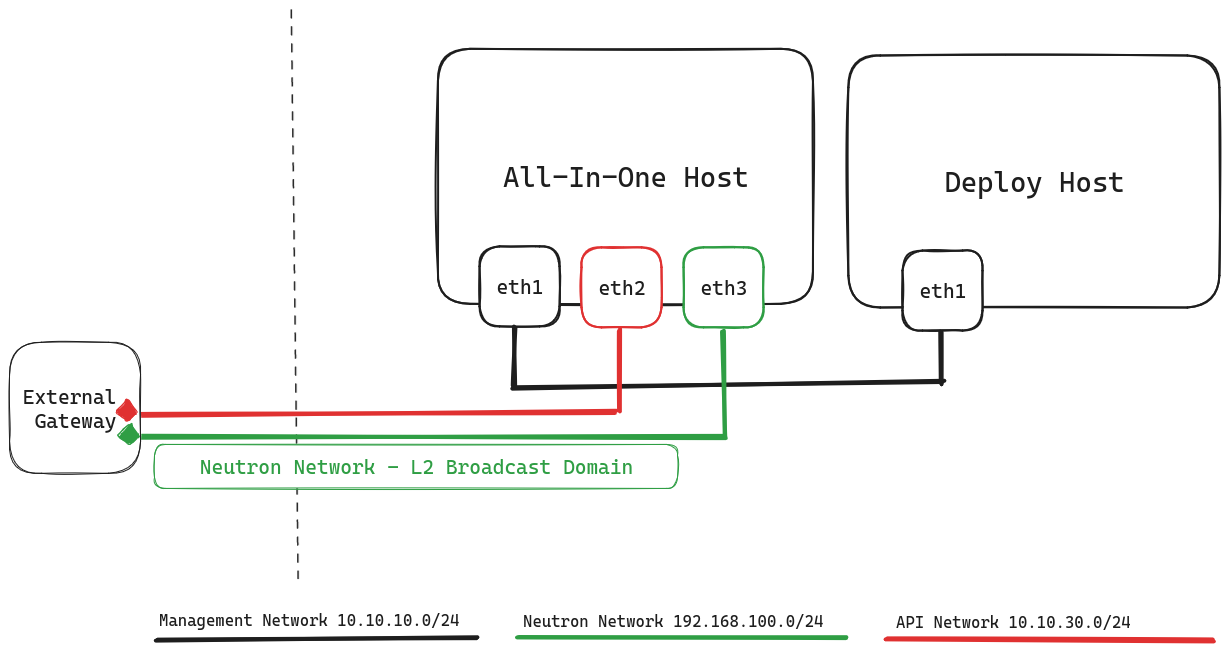 All-In-One Host
Deploy Host
eth1
eth2
eth3
eth1
External
Gateway
Neutron Network - L2 Broadcast Domain
Management Network 10.10.10.0/24
Neutron Network 192.168.100.0/24
API Network 10.10.30.0/24